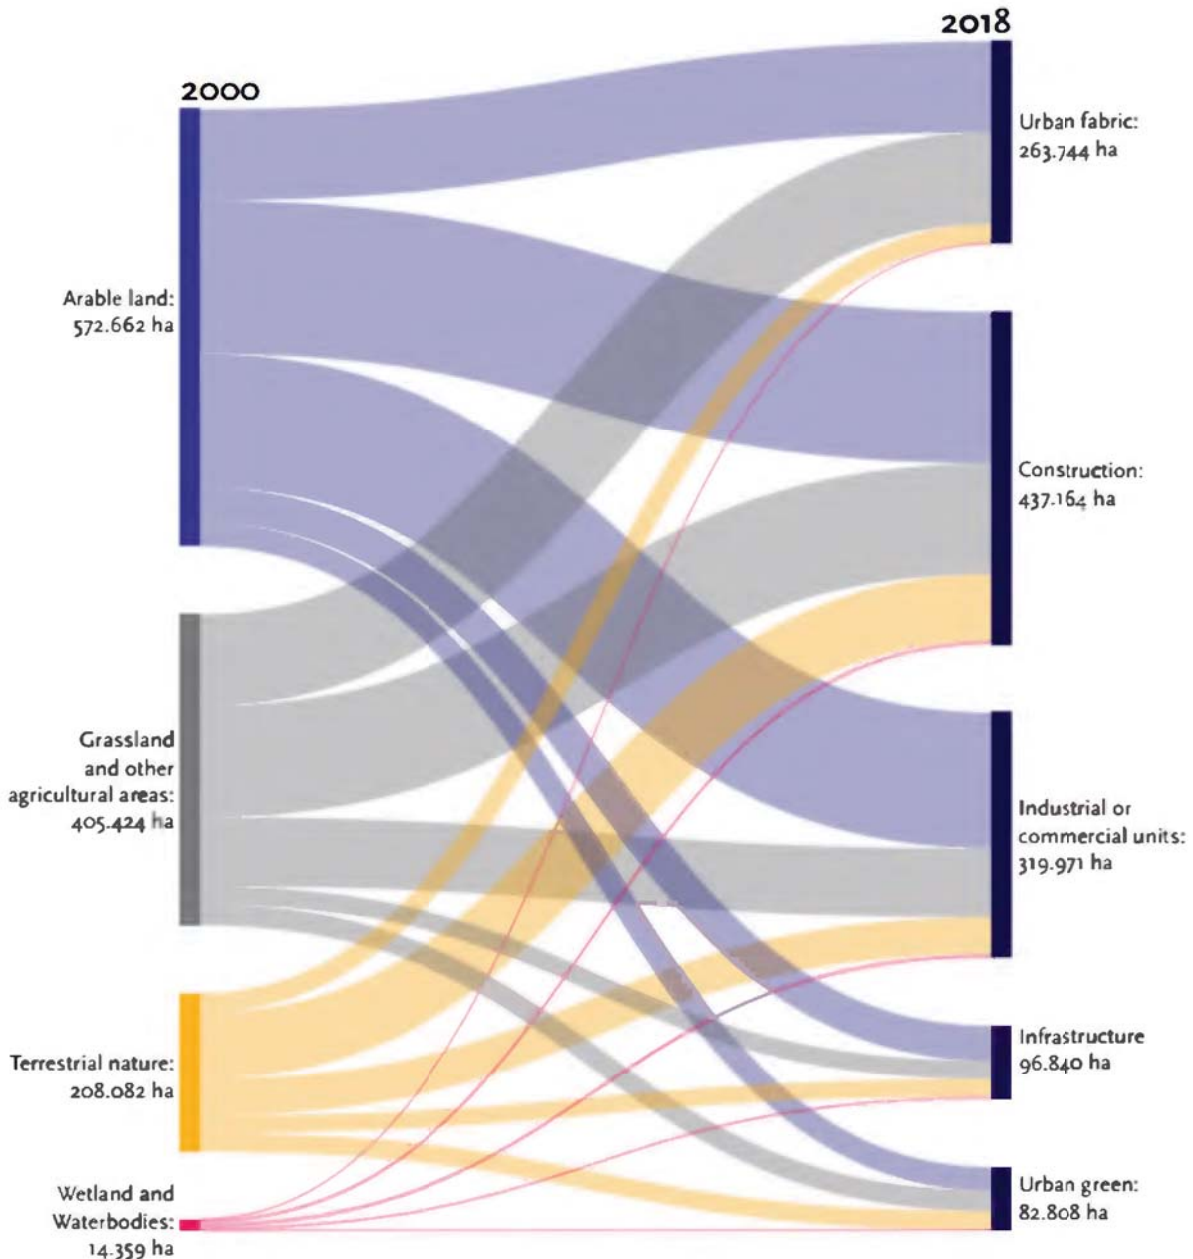 2000
Arable land:
572.662 ha
Grassland
and other
agricultural areas:
405.424 ha
Terrestrial nature:
208.082 ha
Wetland and
Waterbodies:
14.359 ha
2018
Urban fabric:
263.744 ha
Construction:
437.164 ha
Industrial or
commercial units:
319.971 ha
Infrastructure
96.840 ha
Urban green:
82.808 ha